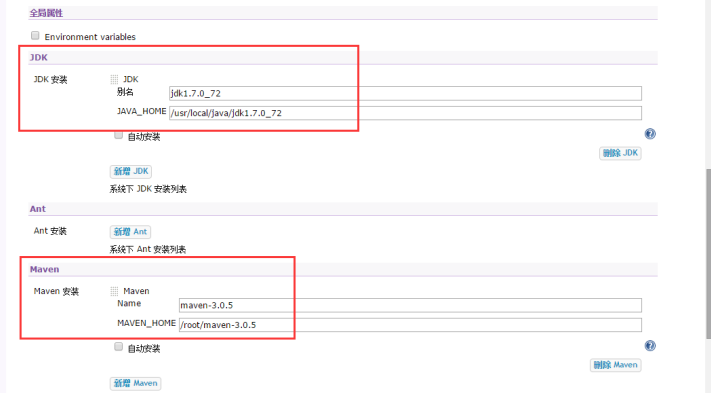 全局属性
Environment variables
JDK
JDK 安装
JDK
别名
jdk1.7.0_72
JAVA_HOME
/usr/local/java/jdk1.7.0_72
自动安装
删除 JDK
新增 JDK
系统下 JDK 安装列表
Ant
Ant 安装
新增 Ant
系统下 Ant 安装列表
Maven
Maven 安装
Maven
Name
maven-3.0.5
MAVEN_HOME
/root/maven-3.0.5
自动安装
删除 Maven
新增 Maven